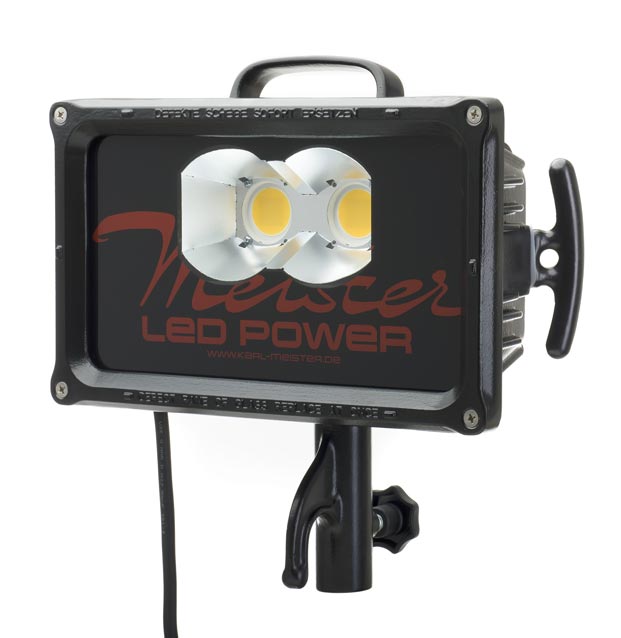 DEFEKTE SCHEIBE SOFORT ERSETZEN
Meister
LED POWER
WWW.KARL-MEISTER.DE
DEFECT PANE OF GLASS REPLACE AT ONCE